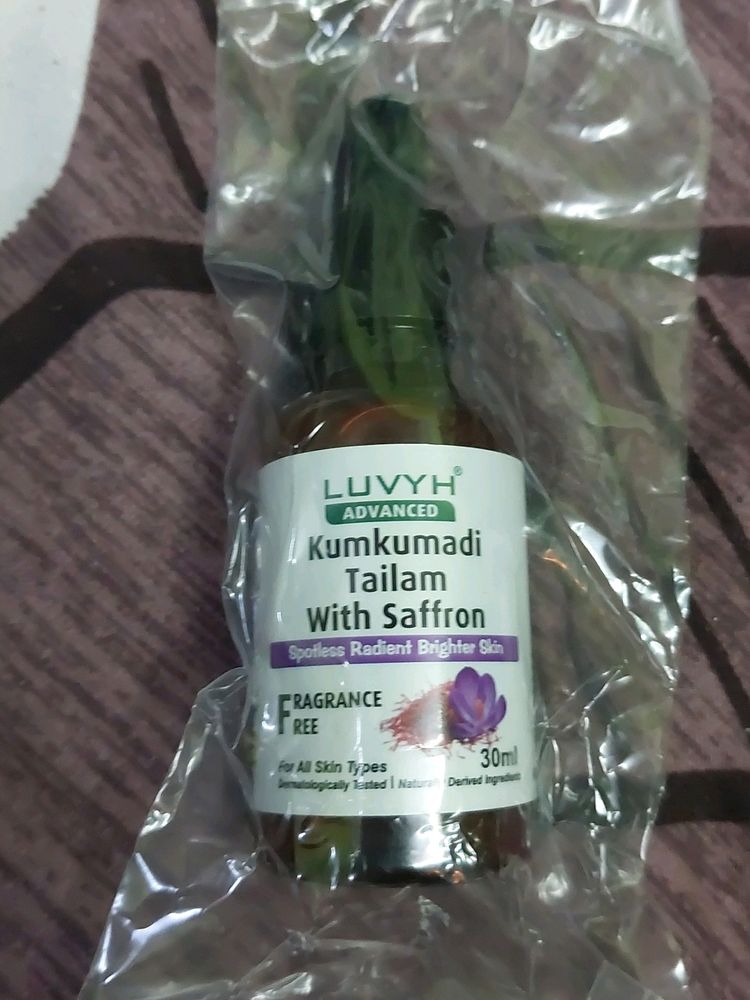 LUVYH®
ADVANCED
Kumkumadi
Tailam
With Saffron
Spotless Radient Brighter Skin
FRAGRANCE
FREE
30ml
For All Skin Types
Dermatologically Tested | Naturally Derived Ingredients